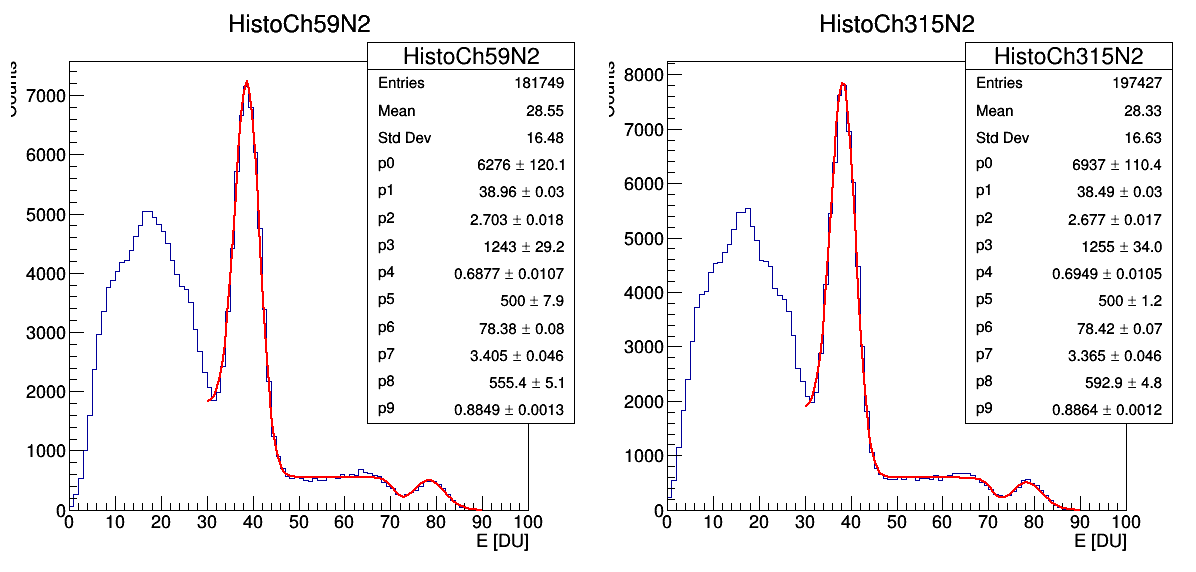 HistoCh59N2
HistoCh59N2
Entries 181749
Mean 28.55
Std Dev 16.48
p0 6276 ± 120.1
p1 38.96 ± 0.03
p2 2.703 ± 0.018
p3 1243 ± 29.2
p4 0.6877 ± 0.0107
p5 500 ± 7.9
p6 78.38 ± 0.08
p7 3.405 ± 0.046
p8 555.4 ± 5.1
p9 0.8849 ± 0.0013
7000
6000
5000
4000
3000
2000
1000
0
0 10 20 30 40 50 60 70 80 90 100
E [DU]
HistoCh315N2
HistoCh315N2
Entries 197427
Mean 28.33
Std Dev 16.63
p0 6937 ± 110.4
p1 38.49 ± 0.03
p2 2.677 ± 0.017
p3 1255 ± 34.0
p4 0.6949 ± 0.0105
p5 500 ± 1.2
p6 78.42 ± 0.07
p7 3.365 ± 0.046
p8 592.9 ± 4.8
p9 0.8864 ± 0.0012
8000
7000
6000
5000
4000
3000
2000
1000
0
0 10 20 30 40 50 60 70 80 90 100
E [DU]